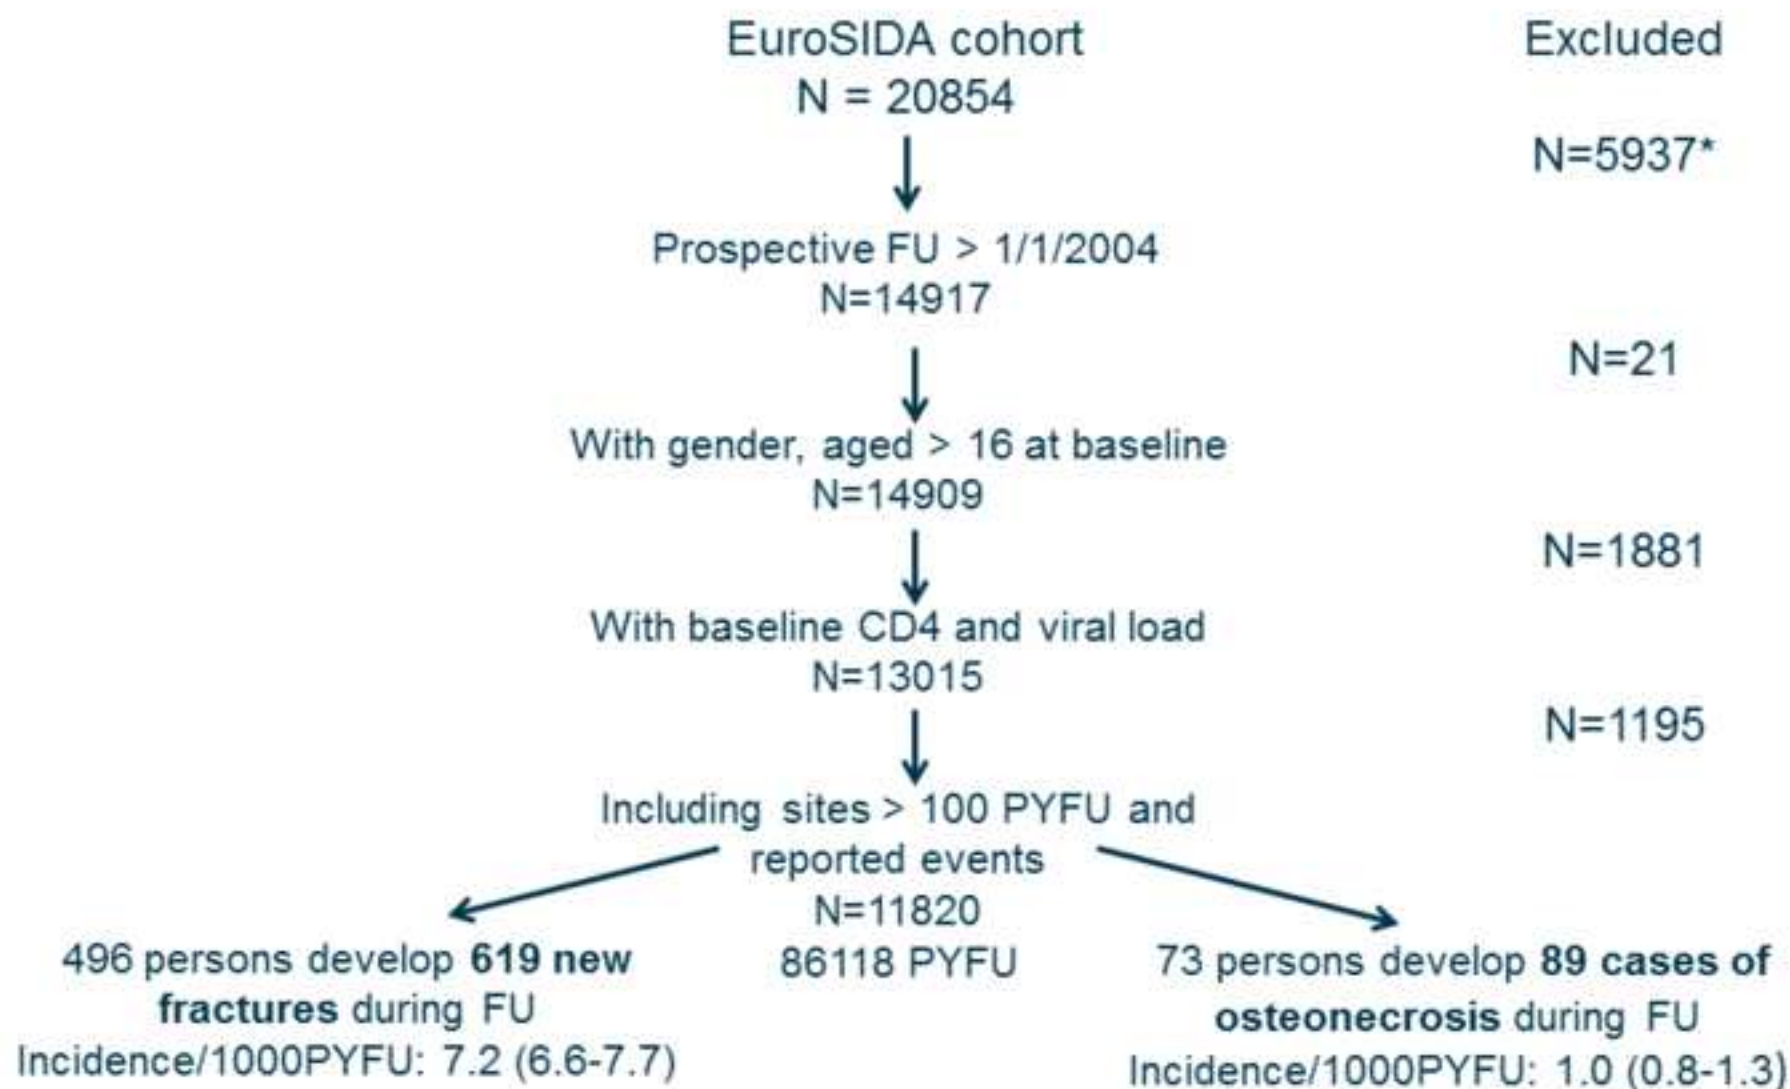 EuroSIDA cohort
Excluded
N = 20854
N=5937*
Prospective FU > 1/1/2004
N=14917
N=21
With gender, aged > 16 at baseline
N=14909
N=1881
With baseline CD4 and viral load
N=13015
N=1195
Including sites > 100 PYFU and
reported events
N=11820
86118 PYFU
496 persons develop 619 new
fractures during FU
Incidence/1000PYFU: 7.2 (6.6-7.7)
73 persons develop 89 cases of
osteonecrosis during FU
Incidence/1000PYFU: 1.0 (0.8-1.3)